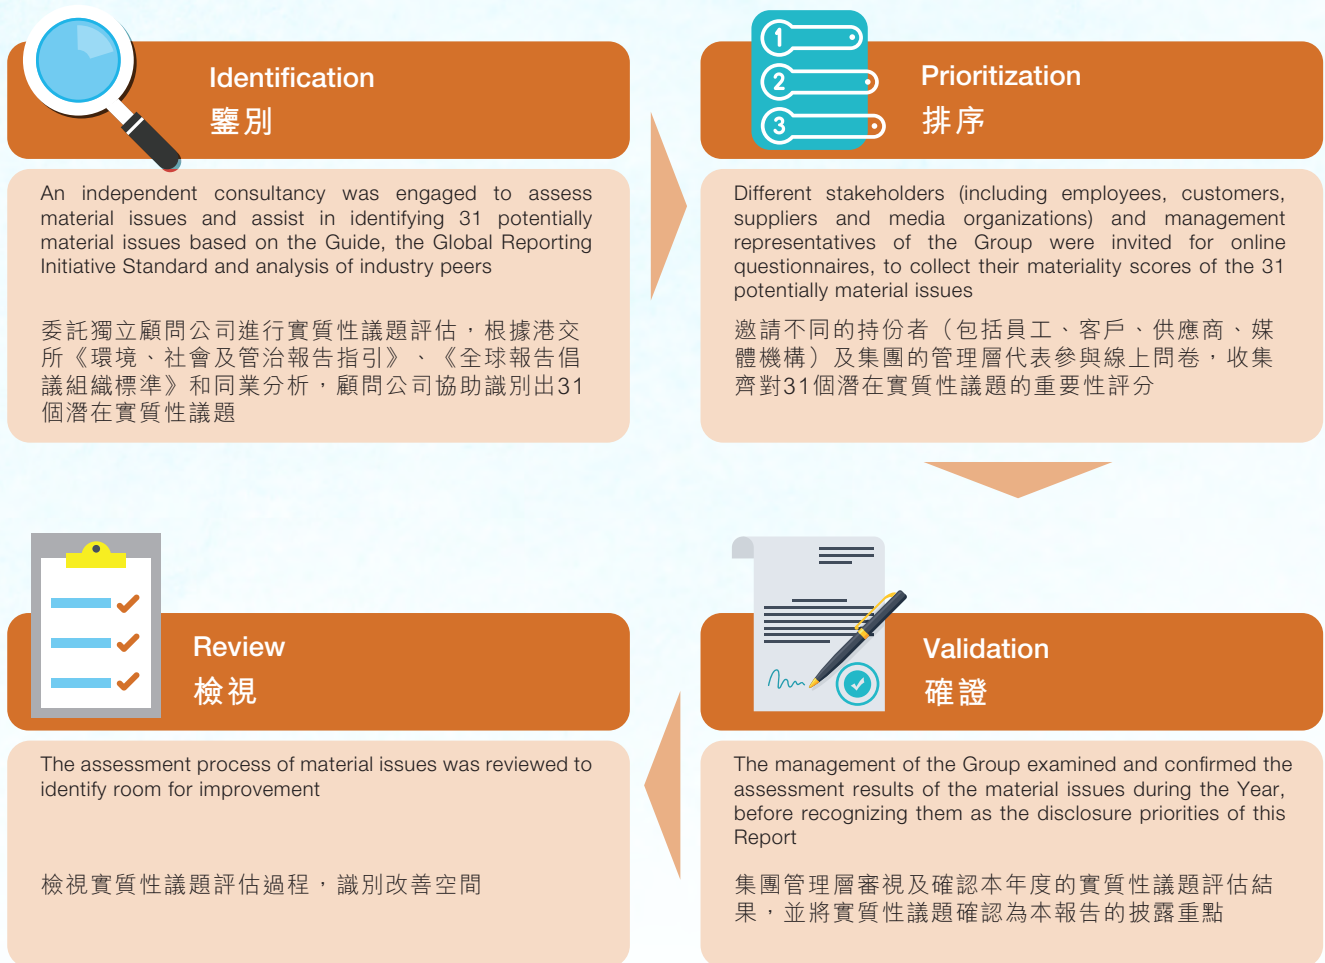 Identification
鑒別
An independent consultancy was engaged to assess
material issues and assist in identifying 31 potentially
material issues based on the Guide, the Global Reporting
Initiative Standard and analysis of industry peers
委託獨立顧問公司進行實質性議題評估，根據港交
所《環境、社會及管治報告指引》、《全球報告倡
議組織標準》和同業分析，顧問公司協助識別出31
個潛在實質性議題
1
2
3
Prioritization
排序
Different stakeholders (including employees, customers,
suppliers and media organizations) and management
representatives of the Group were invited for online
questionnaires, to collect their materiality scores of the 31
potentially material issues
邀請不同的持份者（包括員工、客戶、供應商、媒
體機構）及集團的管理層代表參與線上問卷，收集
齊對31個潛在實質性議題的重要性評分
Validation
確證
The management of the Group examined and confirmed the
assessment results of the material issues during the Year,
before recognizing them as the disclosure priorities of this
Report
集團管理層審視及確認本年度的實質性議題評估結
果，並將實質性議題確認為本報告的披露重點
Review
檢視
The assessment process of material issues was reviewed to
identify room for improvement
檢視實質性議題評估過程，識別改善空間